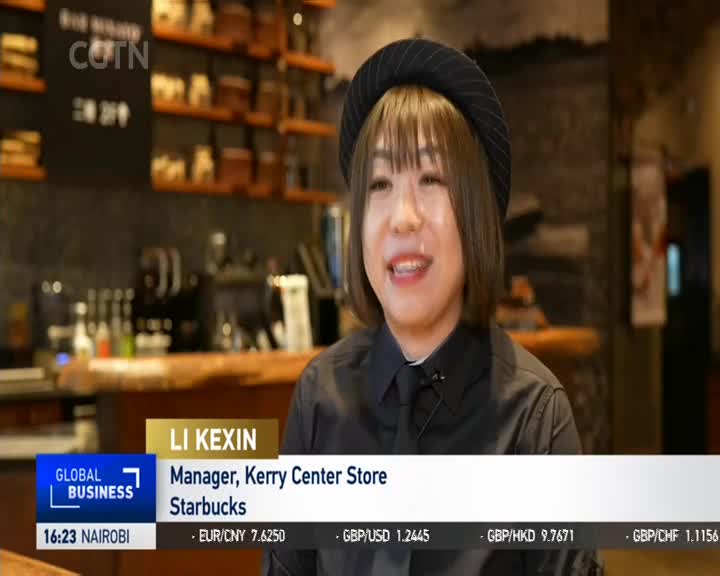 CGTN
LI KEXIN
Manager, Kerry Center Store
Starbucks
GLOBAL
BUSINESS
16:23 NAIROBI
· EUR/CNY 7.6250 · GBP/USD 1.2445 · GBP/HKD 9.7671 · GBP/CHF 1.1156